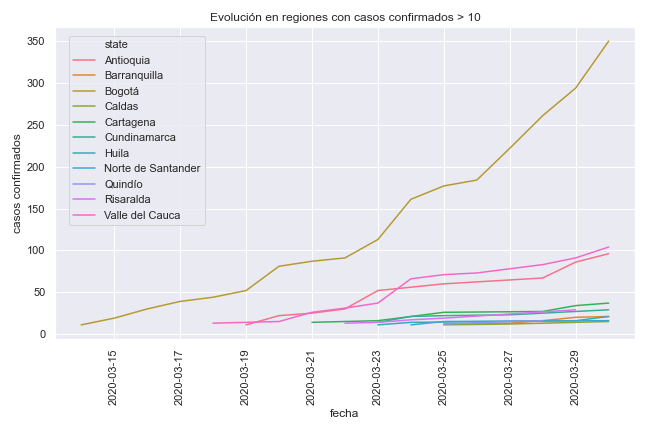 Evolución en regiones con casos confirmados > 10
casos confirmados
350
300
250
200
150
100
50
0
state
Antioquia
Barranquilla
Bogotá
Caldas
Cartagena
Cundinamarca
Huila
Norte de Santander
Quindío
Risaralda
Valle del Cauca
2020-03-15
2020-03-17
2020-03-19
2020-03-21
2020-03-23
2020-03-25
2020-03-27
2020-03-29
fecha